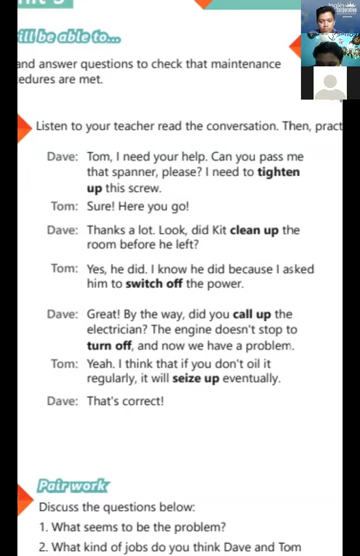 ill be able to...
and answer questions to check that maintenance
edures are met.
Listen to your teacher read the conversation. Then, pract
Dave: Tom, I need your help. Can you pass me
that spanner, please? I need to tighten
up this screw.
Tom: Sure! Here you go!
Dave: Thanks a lot. Look, did Kit clean up the
room before he left?
Tom: Yes, he did. I know he did because I asked
him to switch off the power.
Dave: Great! By the way, did you call up the
electrician? The engine doesn't stop to
turn off, and now we have a problem.
Tom: Yeah. I think that if you don't oil it
regularly, it will seize up eventually.
Dave: That's correct!
Pair work
Discuss the questions below:
1. What seems to be the problem?
2. What kind of jobs do you think Dave and Tom